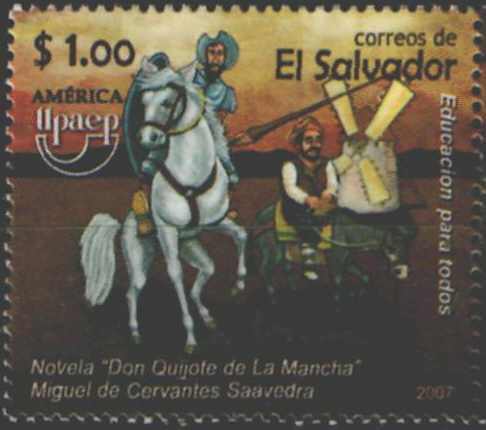 $ 1.00
correos de
El Salvador
AMÉRICA
Upaep
Educacion para todos
Novela "Don Quijote de La Mancha"
Miguel de Cervantes Saavedra
2007